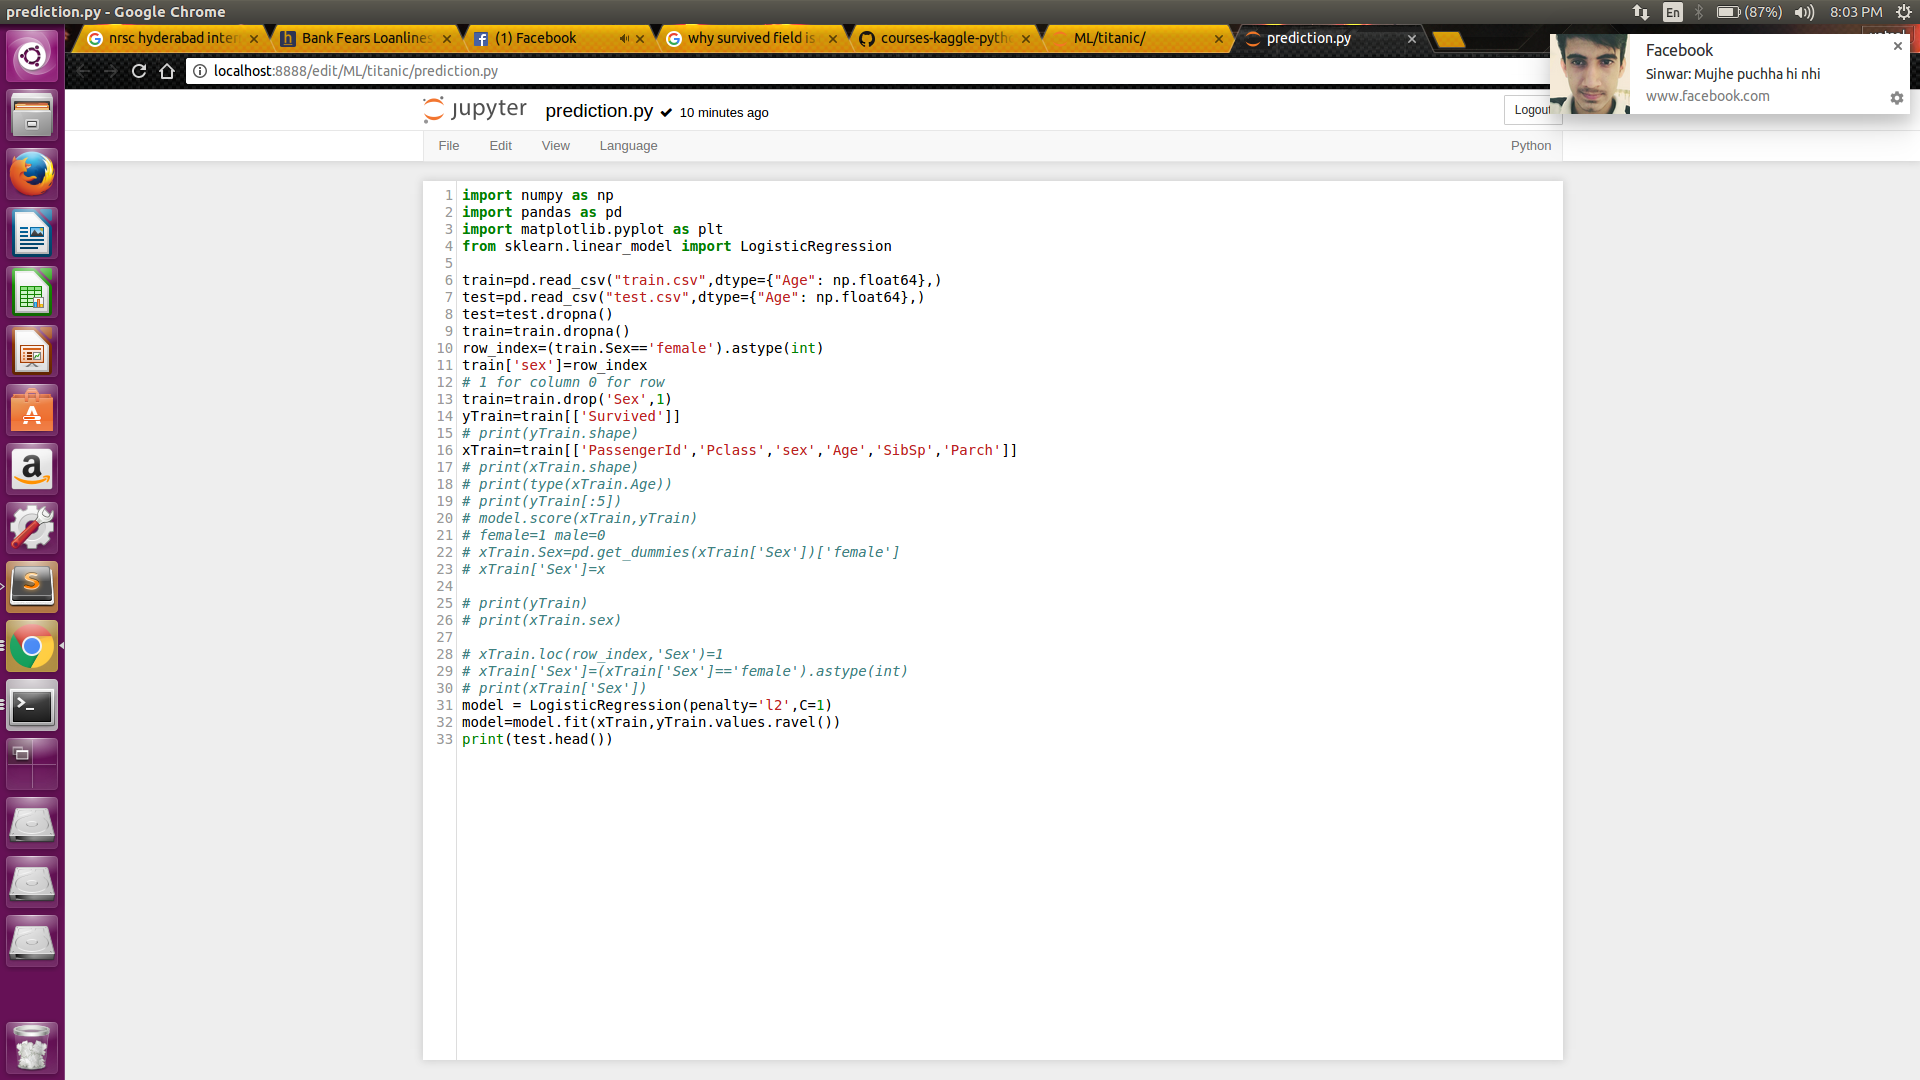 prediction.py - Google Chrome
En
(87%)
8:03 PM
nrsc hyderabad inter
Bank Fears Loanlines
(1) Facebook
why survived field is
courses-kaggle-pyth
ML/titanic/
prediction.py
localhost:8888/edit/ML/titanic/prediction.py
Facebook
Sinwar: Mujhe puchha hi nhi
www.facebook.com
jupyter
prediction.py
10 minutes ago
Logout
File
Edit
View
Language
Python
1 import numpy as np
2 import pandas as pd
3 import matplotlib.pyplot as plt
4 from sklearn.linear_model import LogisticRegression
5
6 train=pd.read_csv("train.csv",dtype={"Age": np.float64},)
7 test=pd.read_csv("test.csv",dtype={"Age": np.float64},)
8 test=test.dropna()
9 train=train.dropna()
10 row_index=(train.Sex=='female').astype(int)
11 train['sex']=row_index
12 # 1 for column 0 for row
13 train=train.drop('Sex',1)
14 yTrain=train[['Survived']]
15 # print(yTrain.shape)
16 xTrain=train[['PassengerId','Pclass','sex','Age','SibSp','Parch']]
17 # print(xTrain.shape)
18 # print(type(xTrain.Age))
19 # print(yTrain[:5])
20 # model.score(xTrain,yTrain)
21 # female=1 male=0
22 # xTrain.Sex=pd.get_dummies(xTrain['Sex'])['female']
23 # xTrain['Sex']=x
24
25 # print(yTrain)
26 # print(xTrain.sex)
27
28 # xTrain.loc(row_index,'Sex')=1
29 # xTrain['Sex']=(xTrain['Sex']=='female').astype(int)
30 # print(xTrain['Sex'])
31 model = LogisticRegression(penalty='l2',C=1)
32 model=model.fit(xTrain,yTrain.values.ravel())
33 print(test.head())